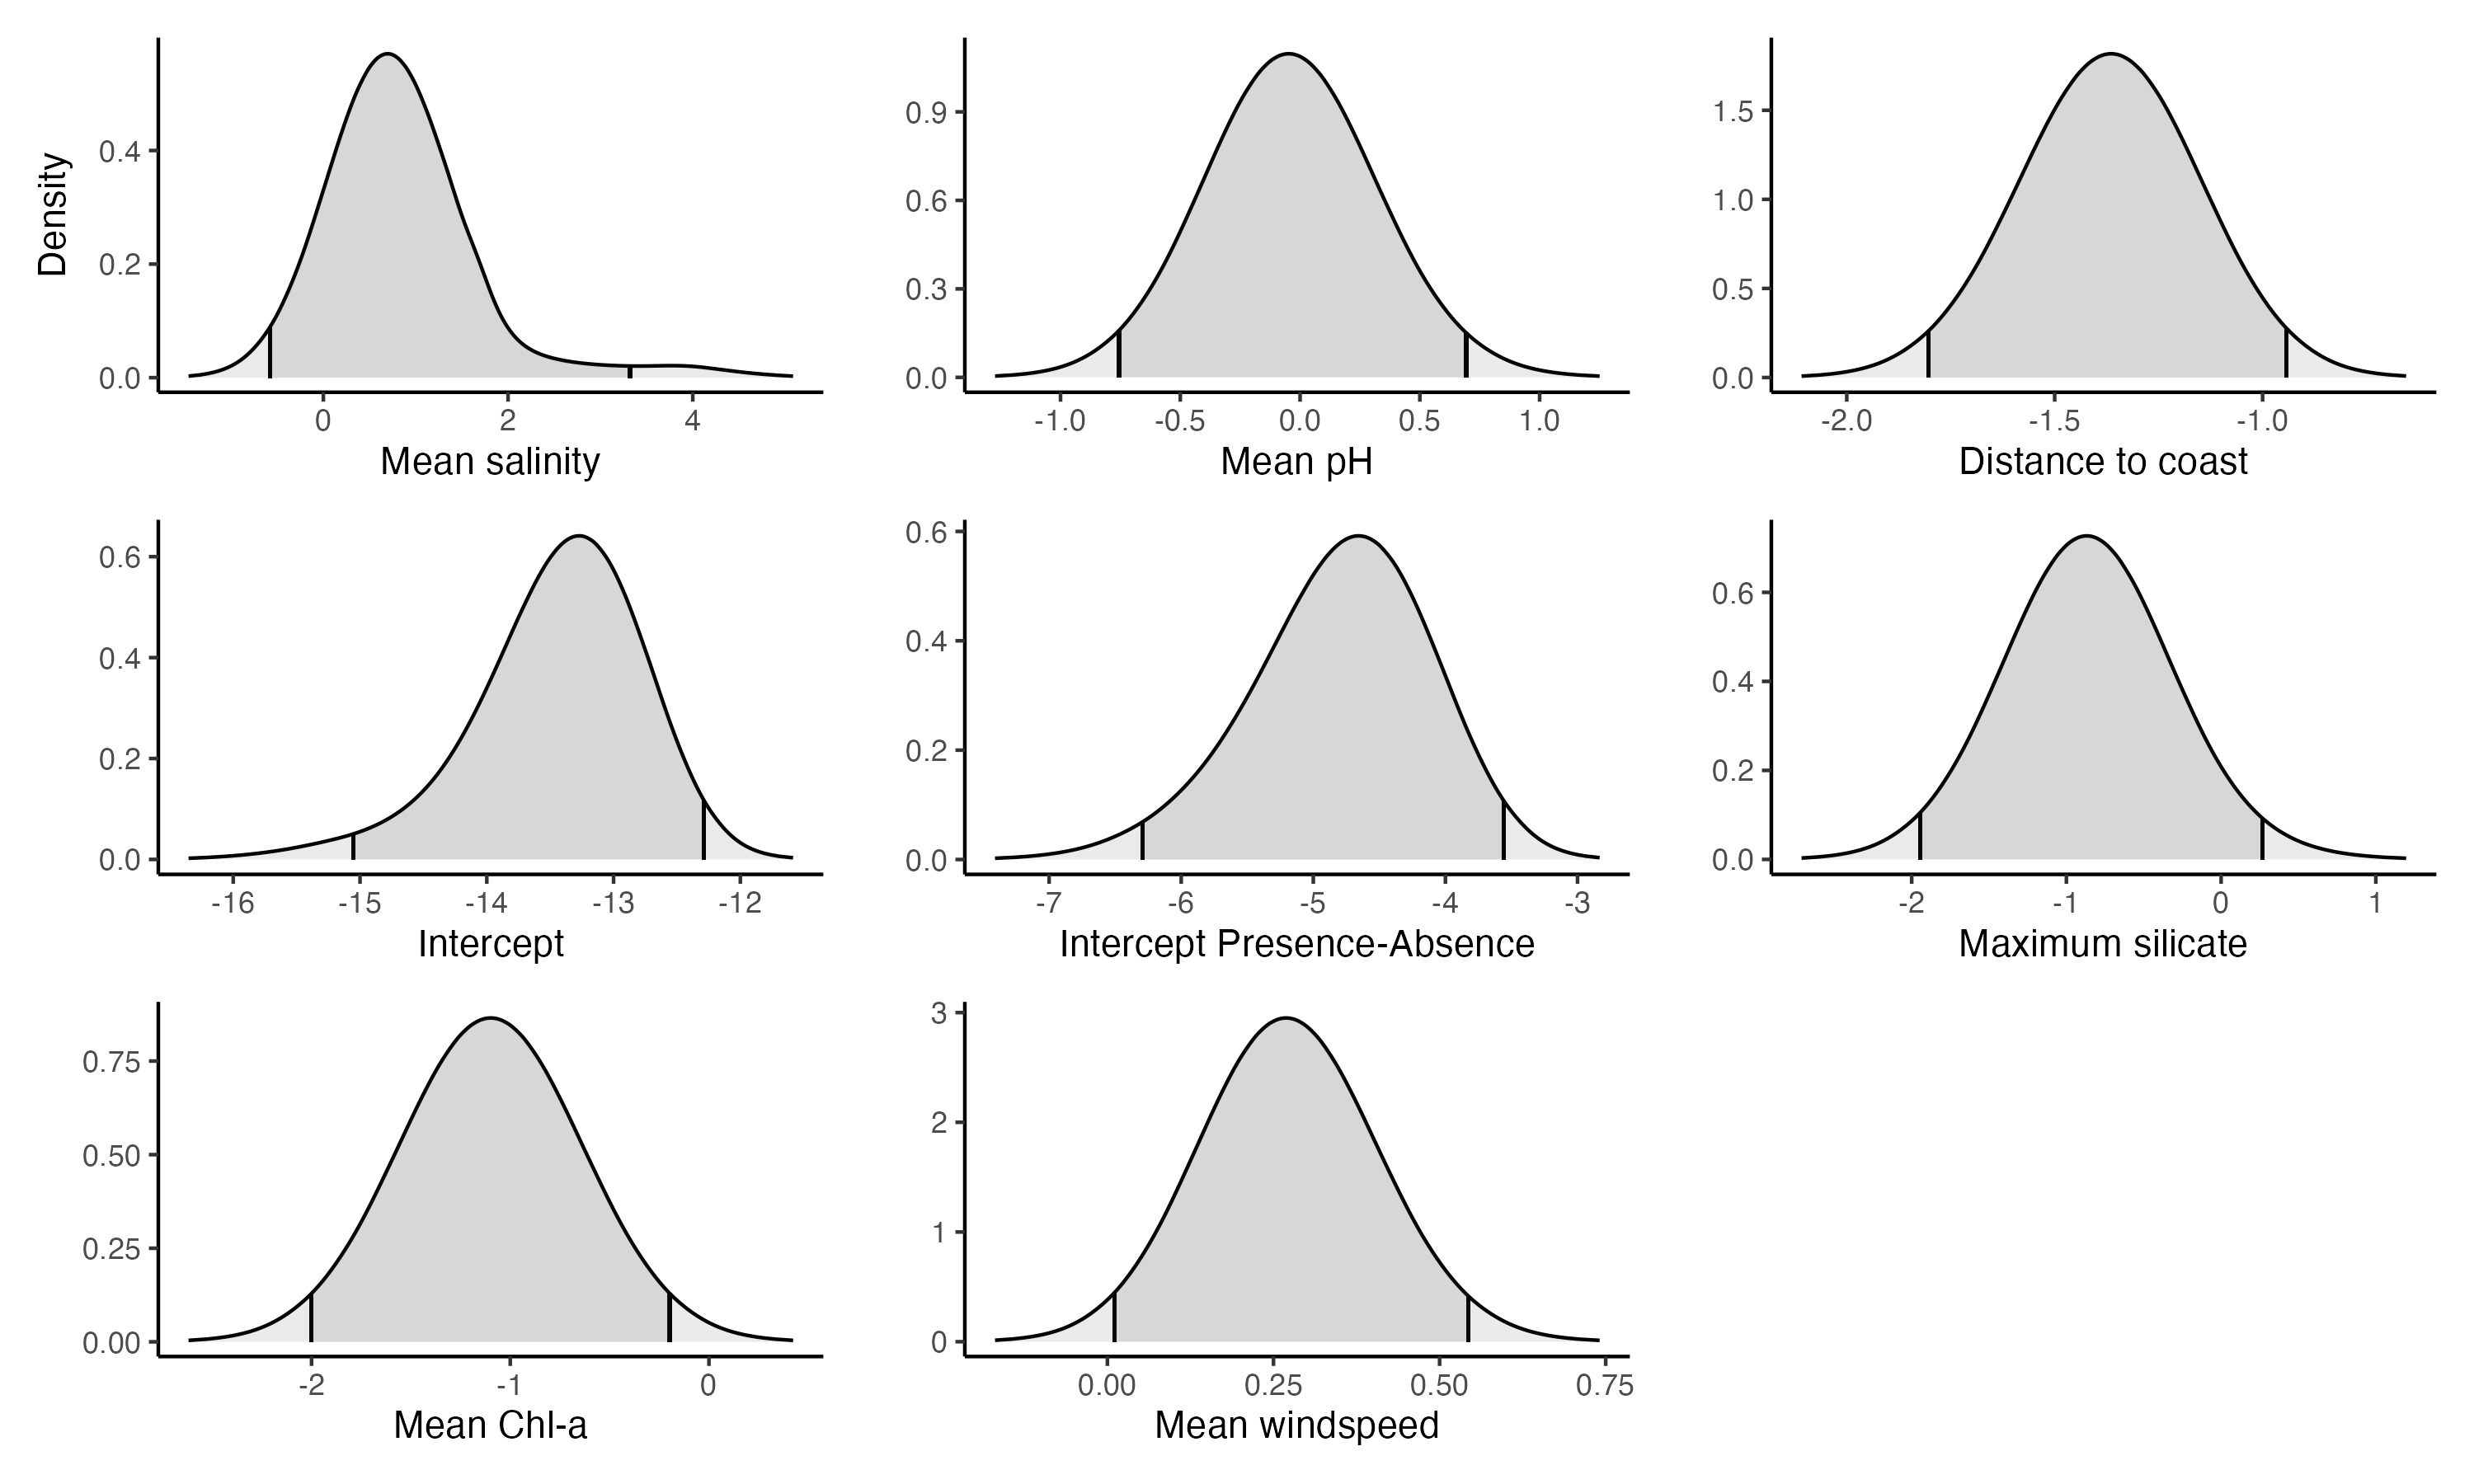 Density
0.4
0.2
0.0
0 2 4
Mean salinity
0.9
0.6
0.3
0.0
-1.0 -0.5 0.0 0.5 1.0
Mean pH
1.5
1.0
0.5
0.0
-2.0 -1.5 -1.0
Distance to coast
0.6
0.4
0.2
0.0
-16 -15 -14 -13 -12
Intercept
0.6
0.4
0.2
0.0
-7 -6 -5 -4 -3
Intercept Presence-Absence
0.6
0.4
0.2
0.0
-2 -1 0 1
Maximum silicate
0.75
0.50
0.25
0.00
-2 -1 0
Mean Chl-a
3
2
1
0
0.00 0.25 0.50 0.75
Mean windspeed